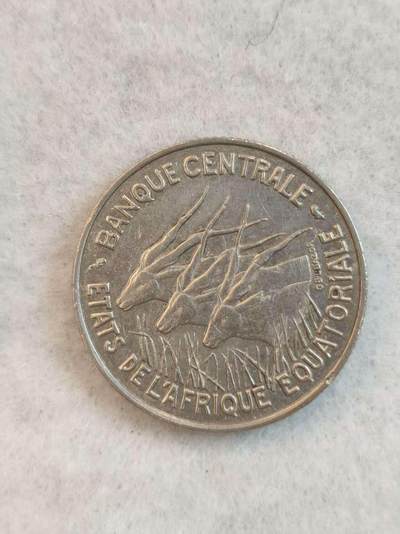 BANQUE CENTRALE
ETATS DE L'AFRIQUE EQUATORIALE